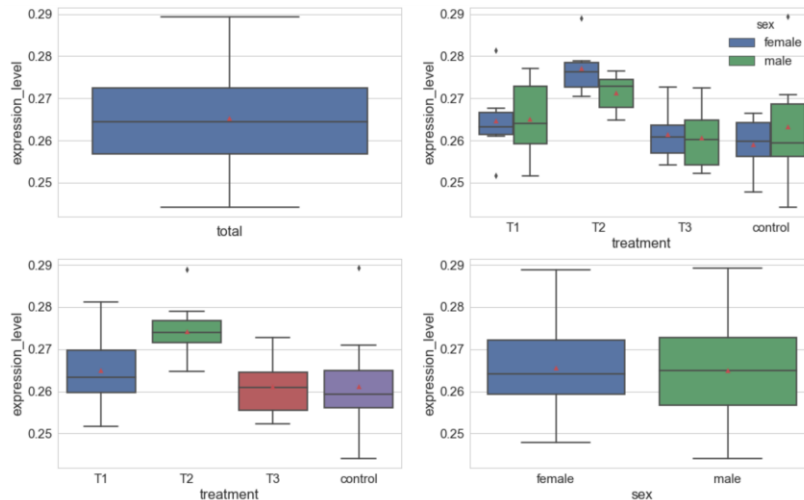 0.29
0.28
0.27
0.26
0.25
expression_level
total
0.29
0.28
0.27
0.26
0.25
expression_level
sex
female
male
T1 T2 T3 control
treatment
0.29
0.28
0.27
0.26
0.25
expression_level
T1 T2 T3 control
treatment
0.29
0.28
0.27
0.26
0.25
expression_level
female male
sex